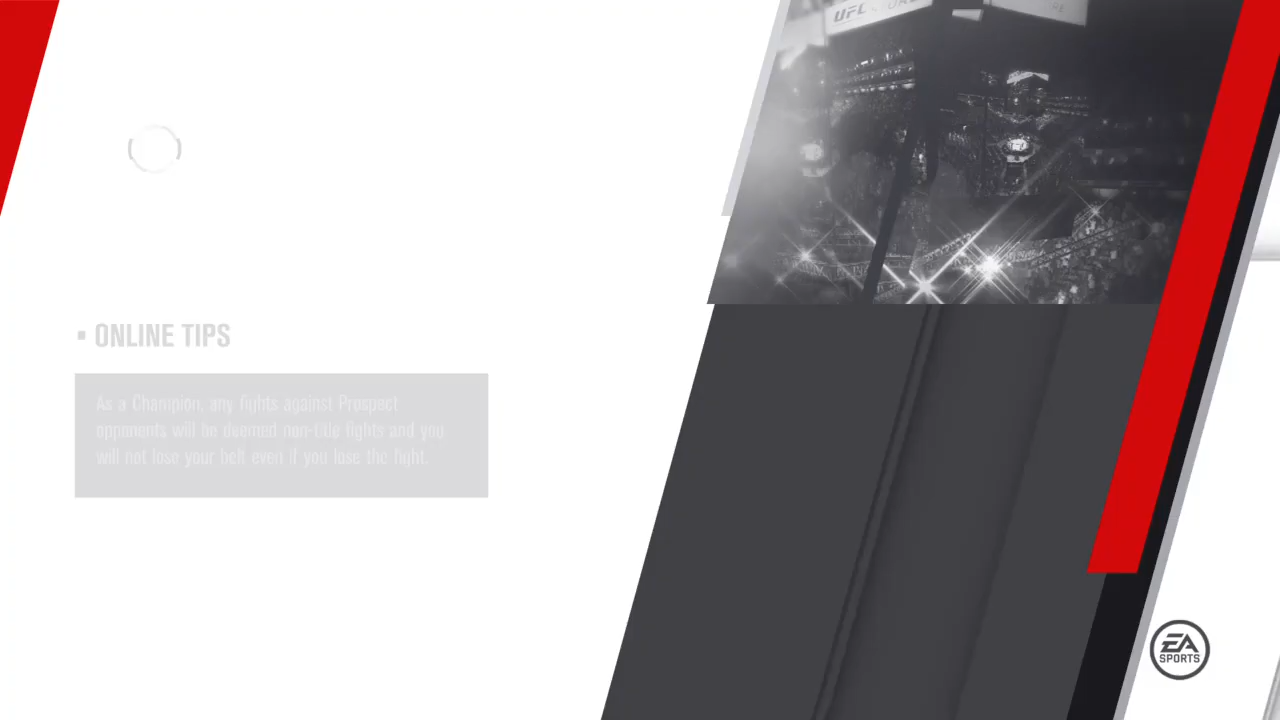 UFC
ONLINE TIPS
As a Champion, any fights against Prospect
opponents will be deemed non-title fights and you
will not lose your belt even if you lose the fight.
EA
SPORTS